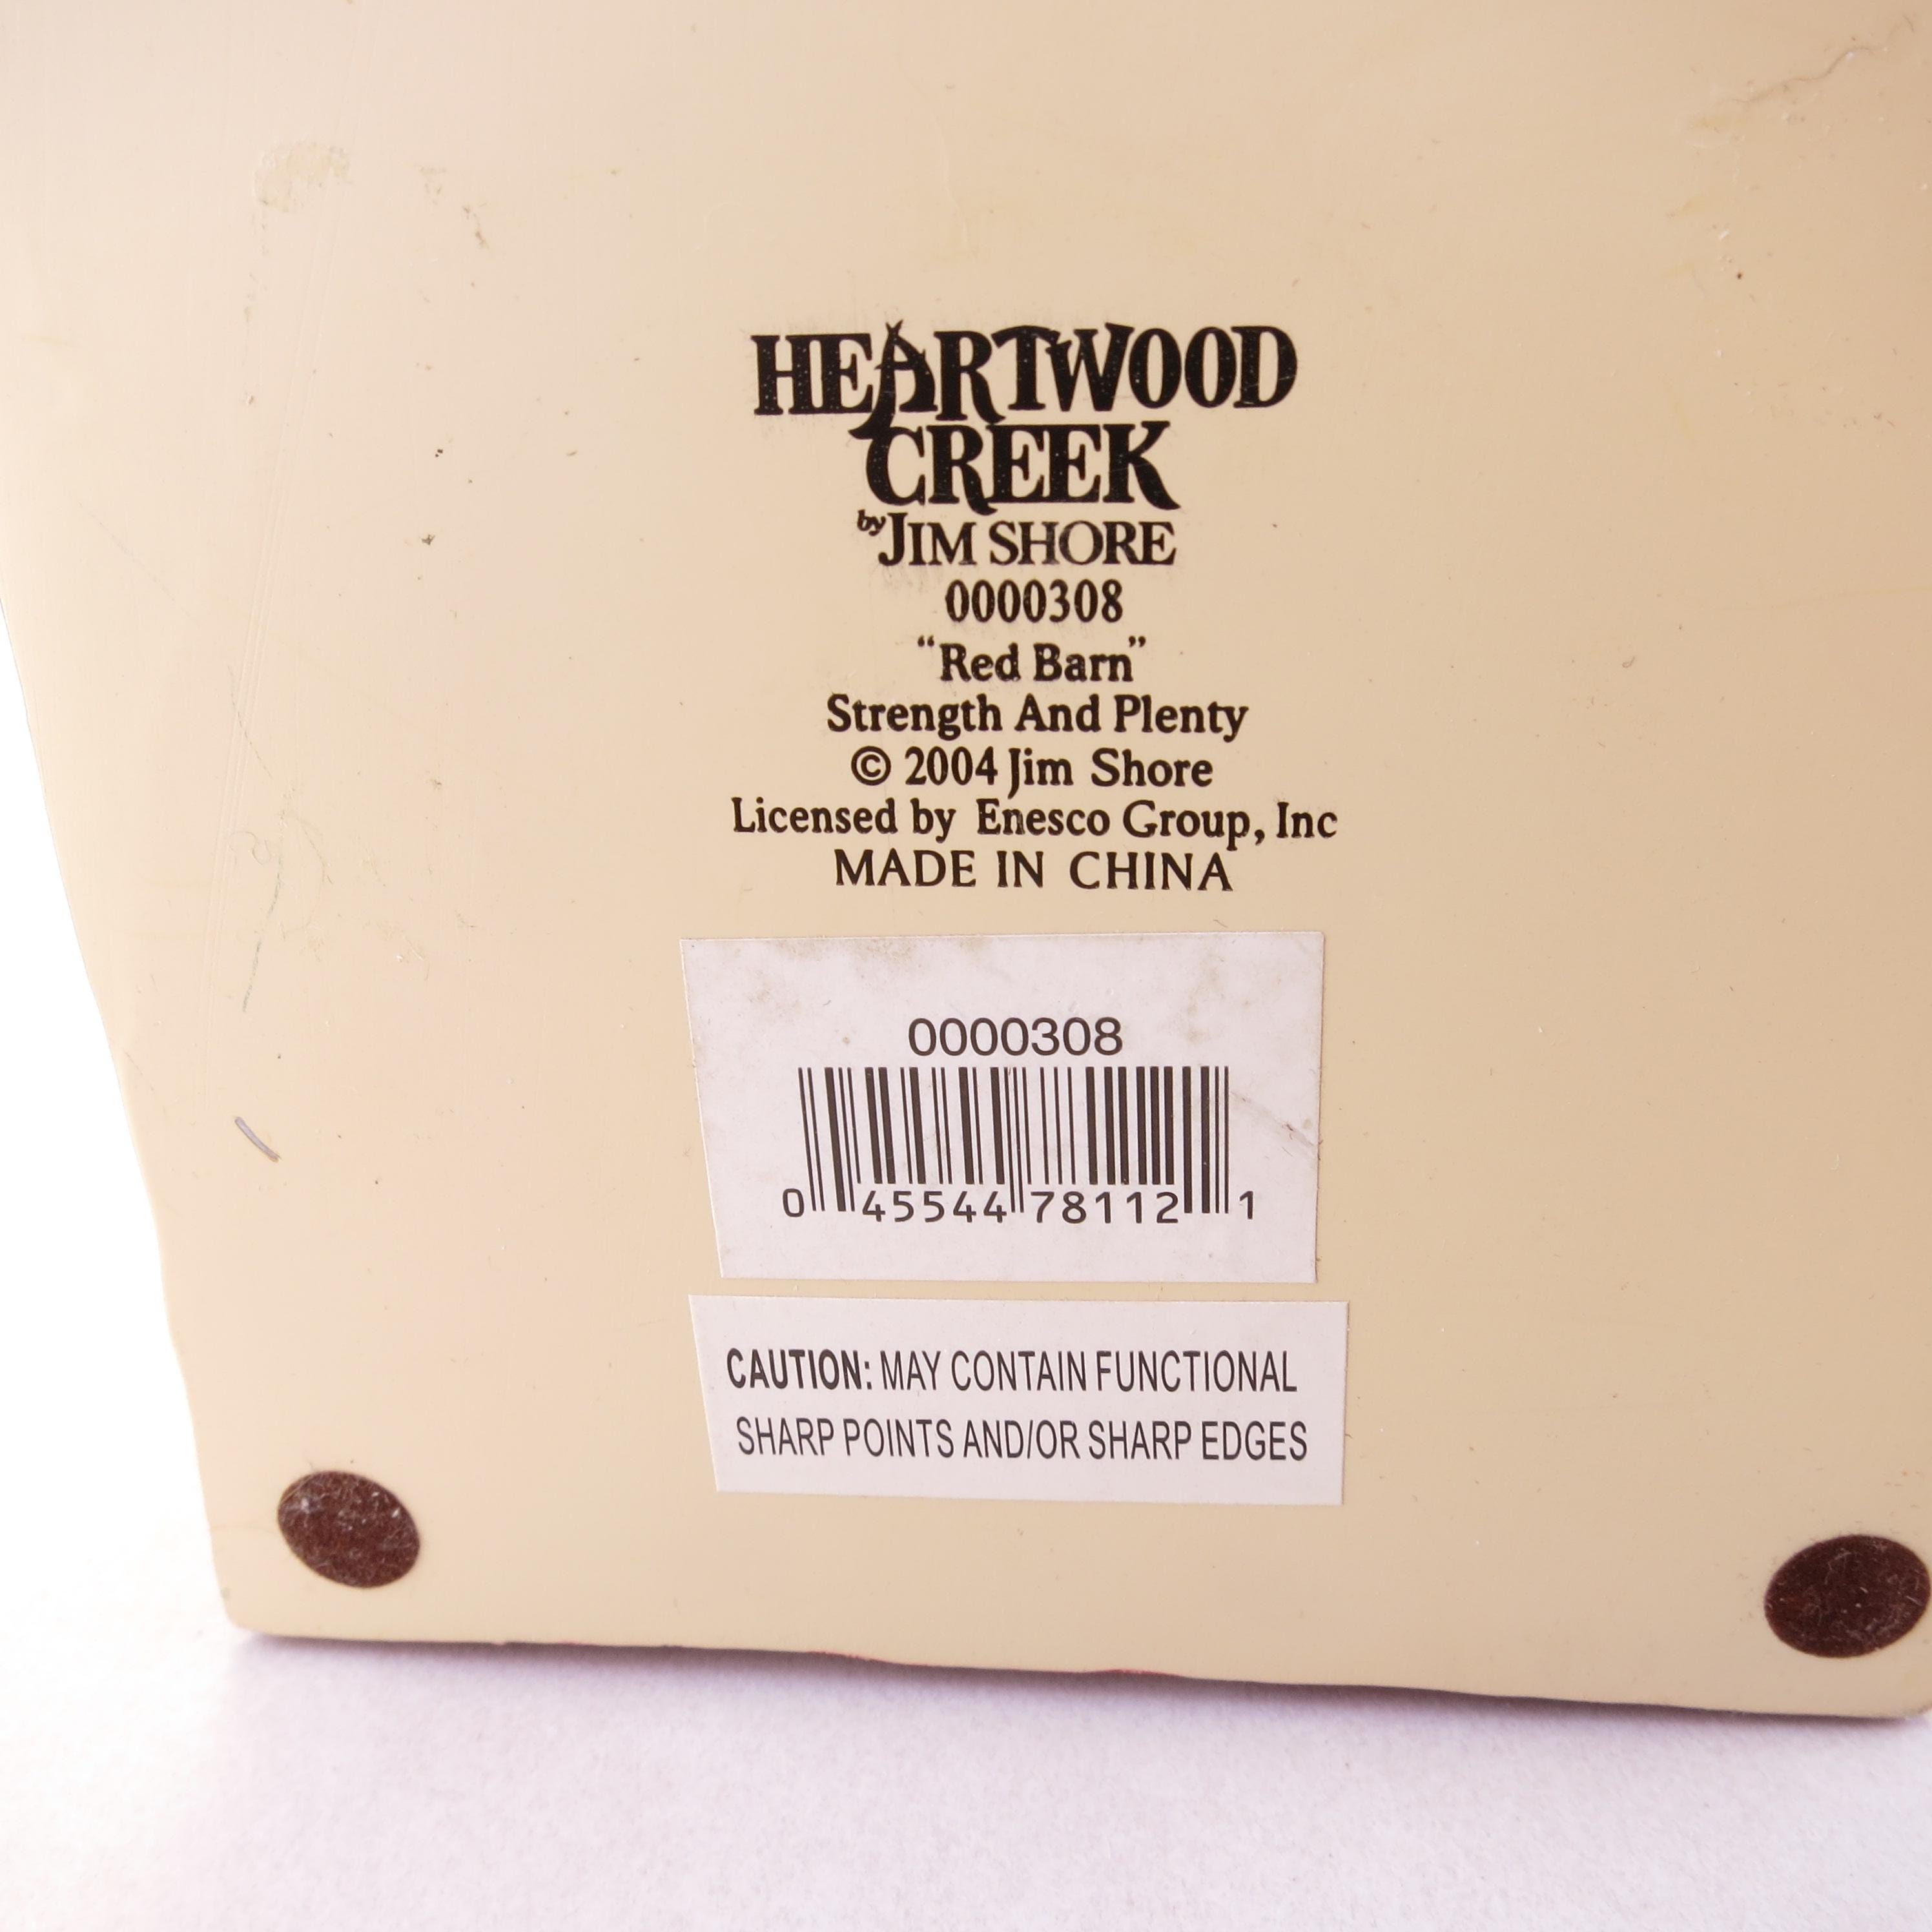 HEARTWOOD
CREEK
by JIM SHORE
0000308
“Red Barn”
Strength And Plenty
© 2004 Jim Shore
Licensed by Enesco Group, Inc
MADE IN CHINA
0000308
0 45544 78112 1
CAUTION: MAY CONTAIN FUNCTIONAL
SHARP POINTS AND/OR SHARP EDGES